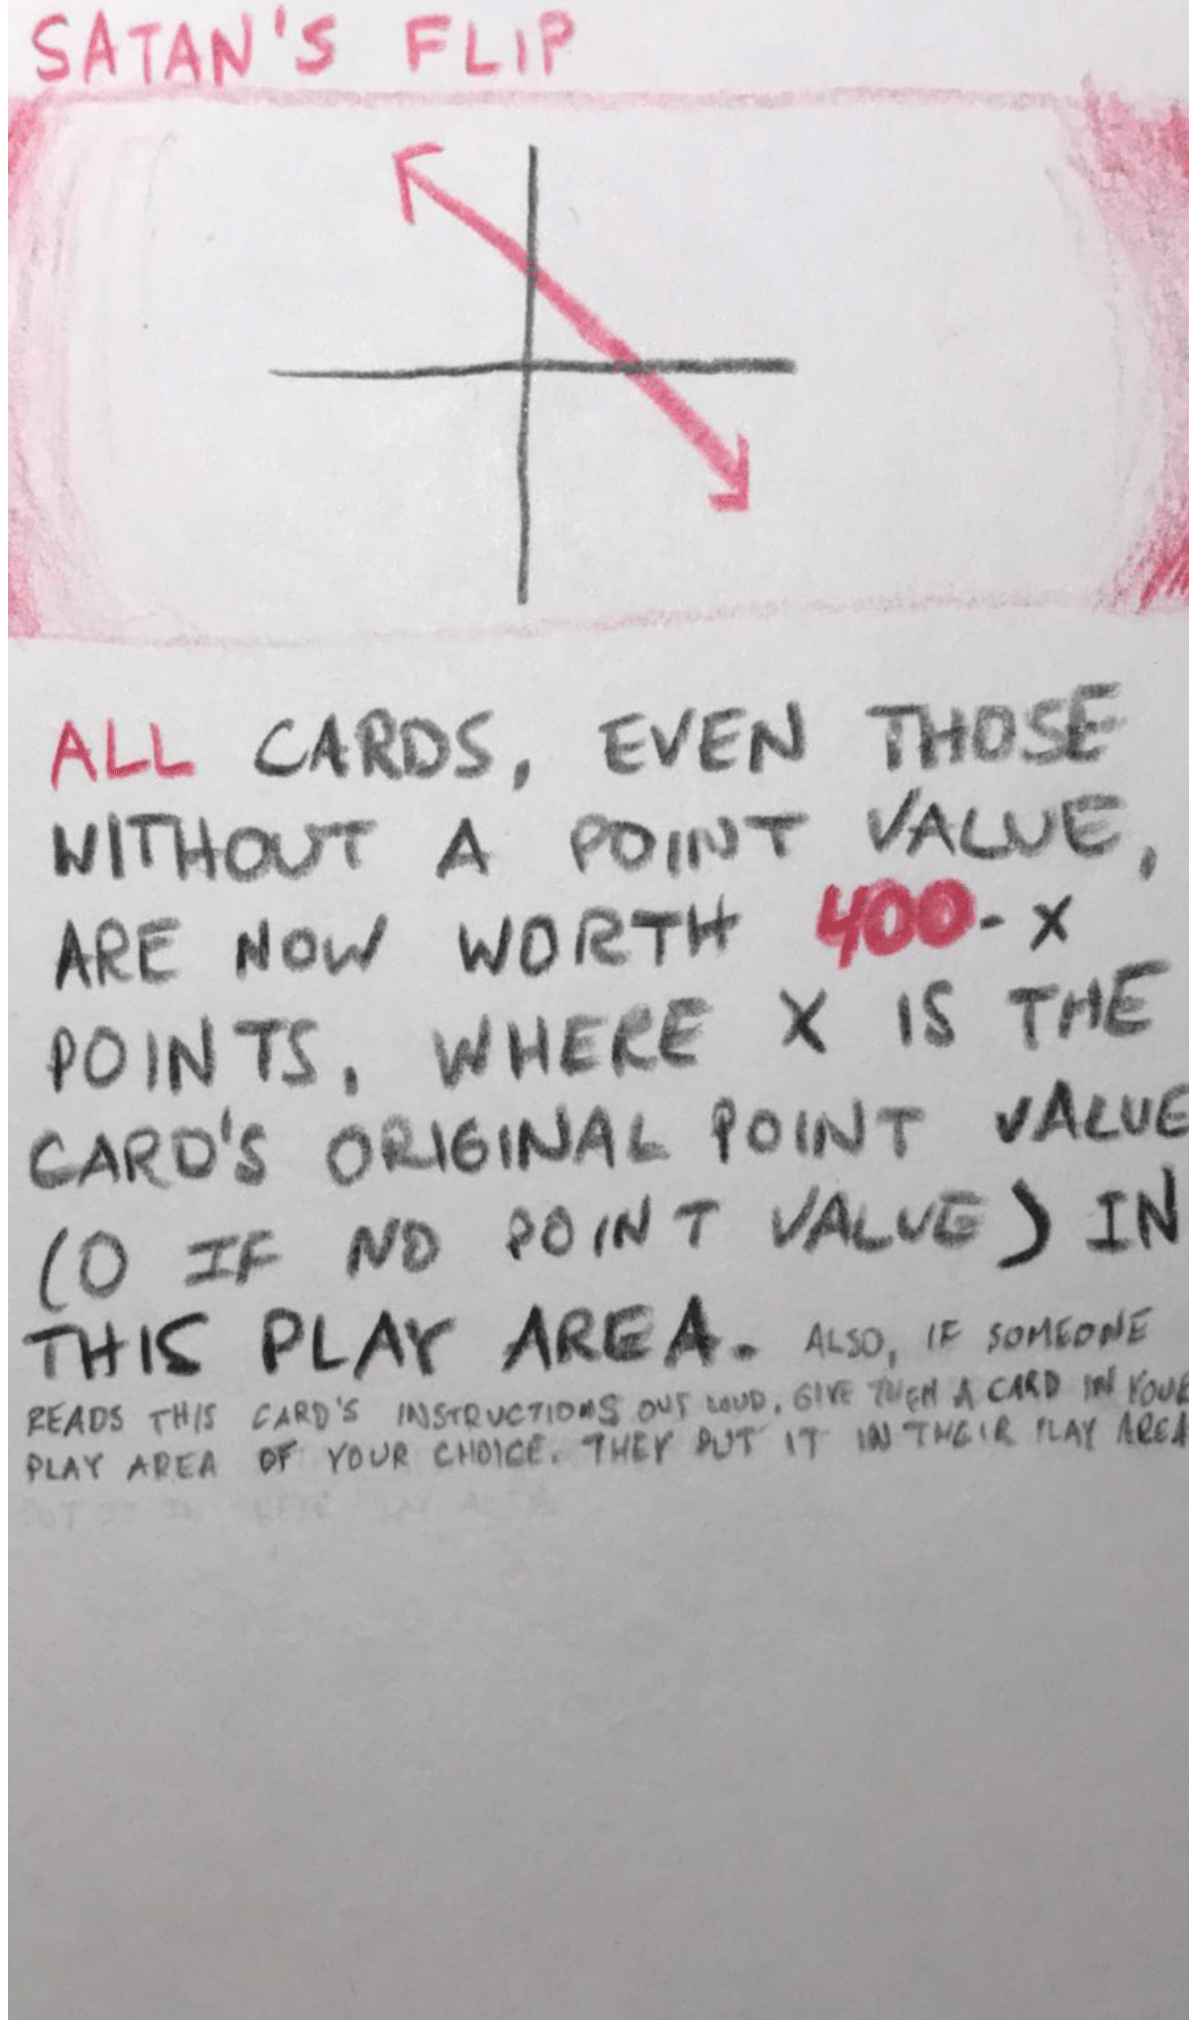 SATAN'S FLIP
ALL CARDS, EVEN THOSE
WITHOUT A POINT VALUE,
ARE NOW WORTH 400-X
POINTS, WHERE X IS THE
CARD'S ORIGINAL POINT VALUE
(0 IF NO POINT VALUE) IN
THIS PLAY AREA. ALSO, IF SOMEONE
READS THIS CARD'S INSTRUCTIONS OUT LOUD, GIVE THEM A CARD IN YOUR
PLAY AREA OF YOUR CHOICE. THEY PUT IT IN THEIR PLAY AREA